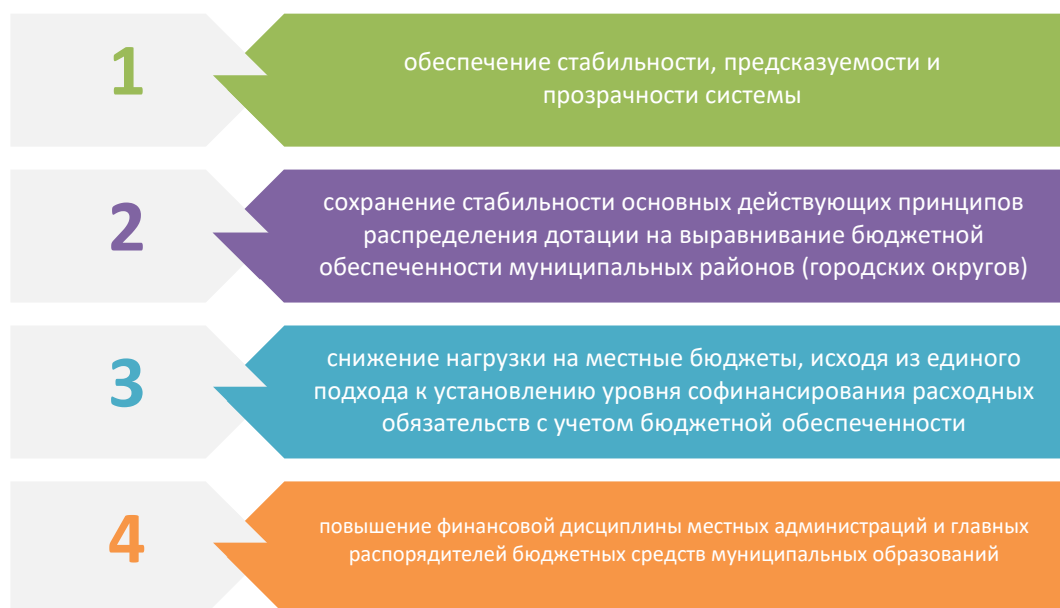 1
обеспечение стабильности, предсказуемости и
прозрачности системы
2
сохранение стабильности основных действующих принципов
распределения дотации на выравнивание бюджетной
обеспеченности муниципальных районов (городских округов)
3
снижение нагрузки на местные бюджеты, исходя из единого
подхода к установлению уровня софинансирования расходных
обязательств с учетом бюджетной обеспеченности
4
повышение финансовой дисциплины местных администраций и главных
распорядителей бюджетных средств муниципальных образований